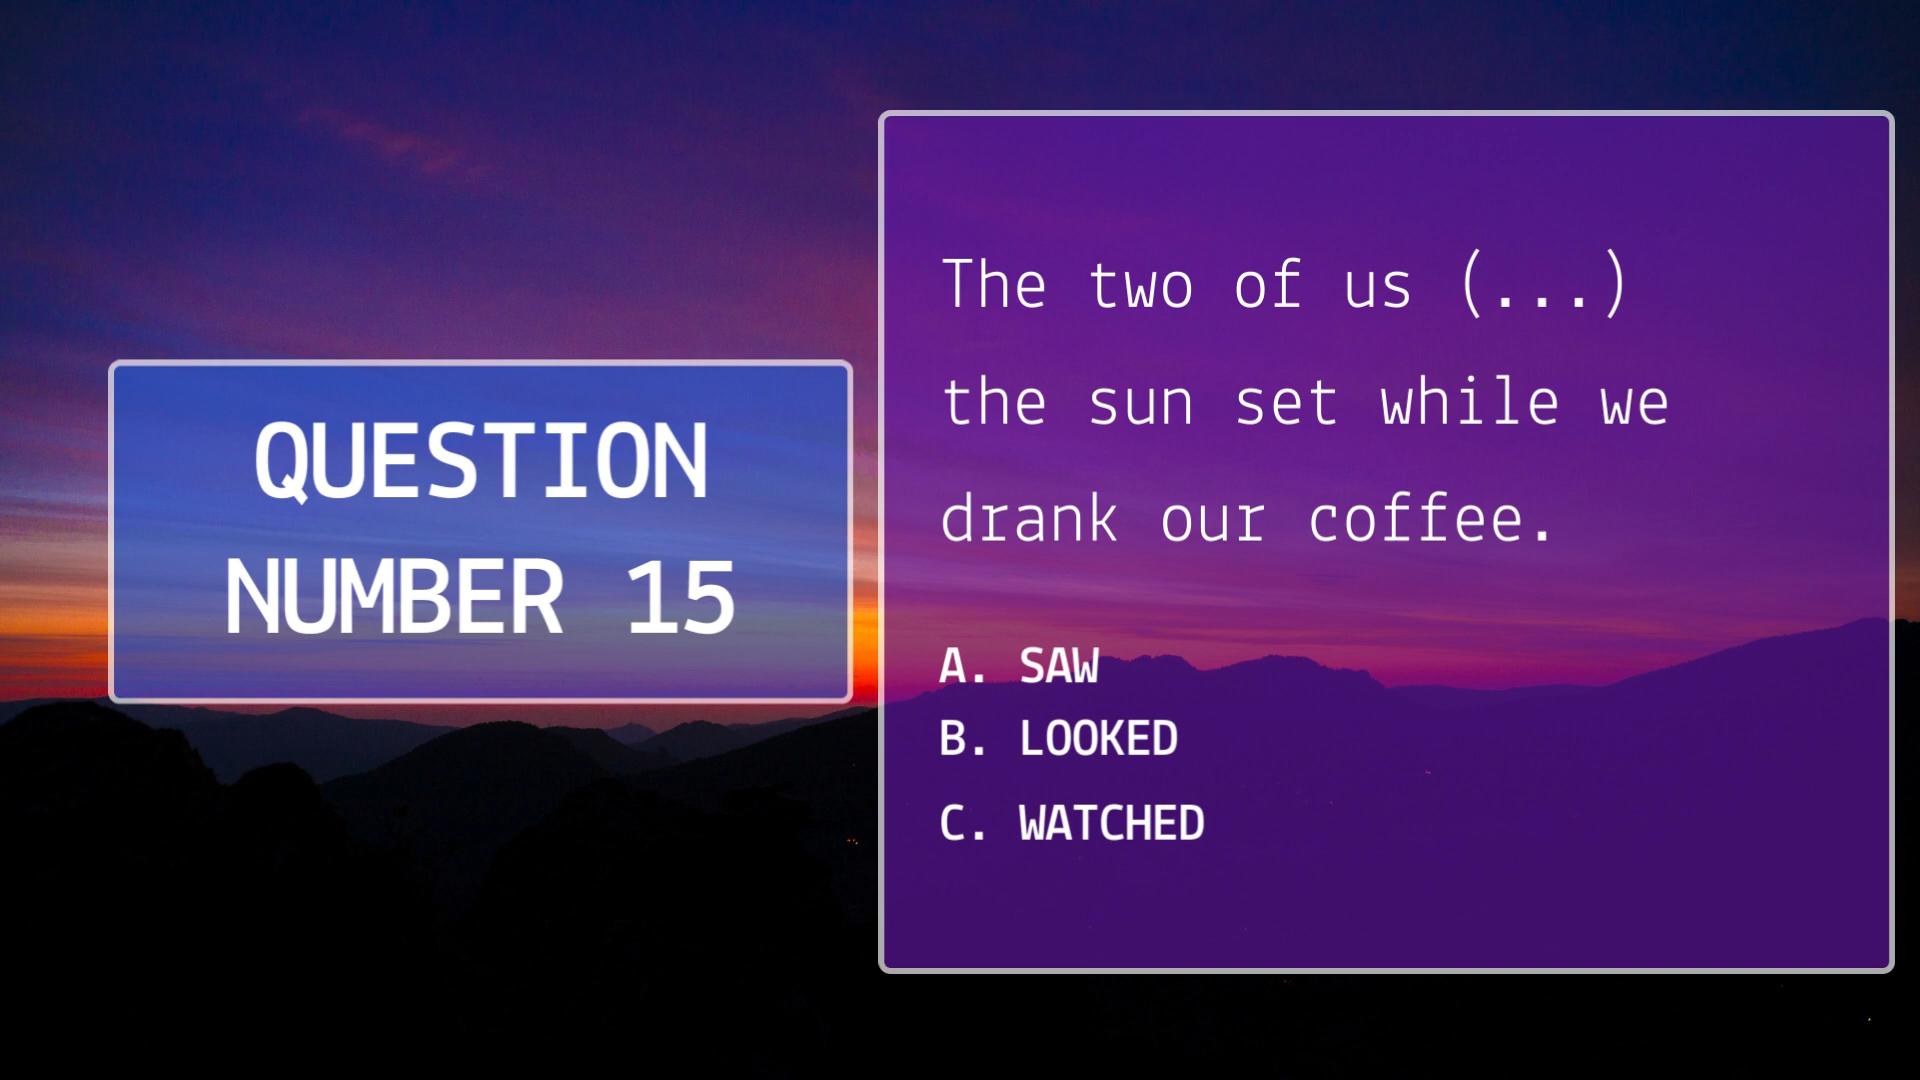 QUESTION
NUMBER 15
The two of us (...)
the sun set while we
drank our coffee.
A. SAW
B. LOOKED
C. WATCHED